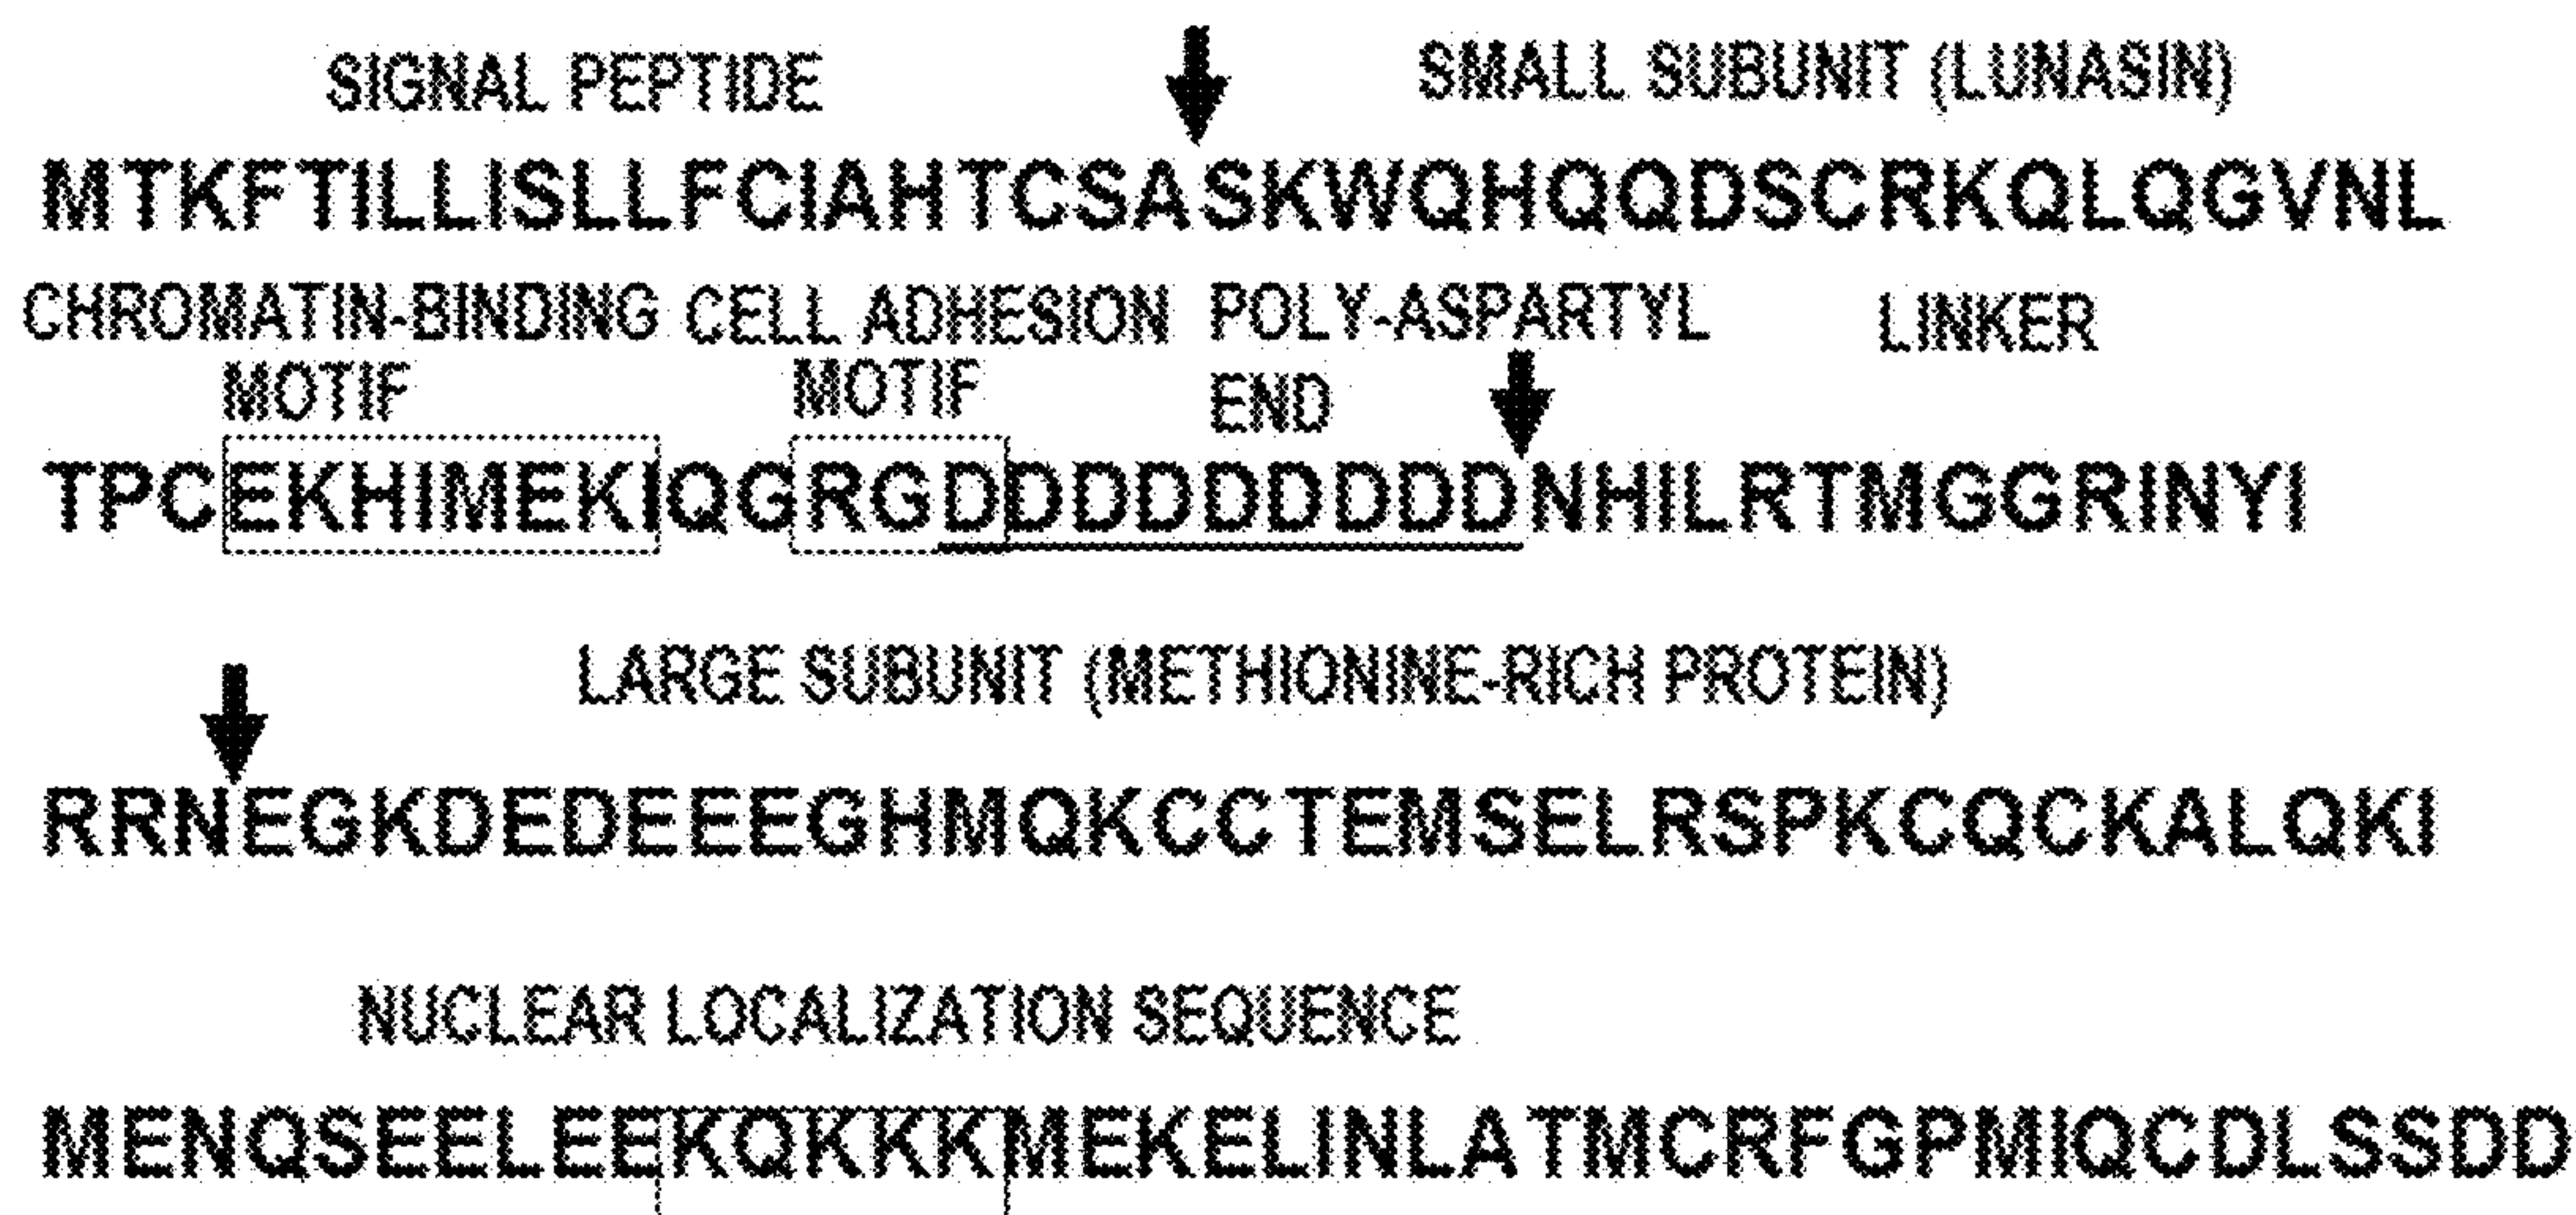 SIGNAL PEPTIDE SMALL SUBUNIT (LUNASIN)
MTKFTILLISLLFCIAHTCSASKWQHQQDSCRKQLQGVNL
CHROMATIN-BINDING CELL ADHESION POLY-ASPARTYL LINKER
MOTIF MOTIF END
TPCEKHIMEKIQGRGDDDDDDDDDNHILRTMGGRINYI
LARGE SUBUNIT (METHIONINE-RICH PROTEIN)
RRNEGKDEDEEEGHMQKCCTEMSELRSPKCQCKALQKI
NUCLEAR LOCALIZATION SEQUENCE
MENQSEELEEKQKKKMEKELINLATMCRFGPMIQCDLSSDD